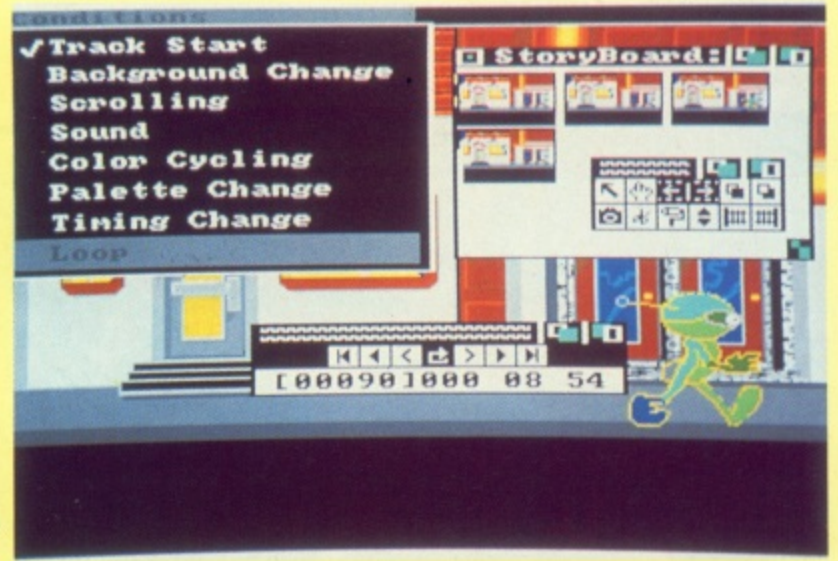 Conditions
Track Start
Background Change
Scrolling
Sound
Color Cycling
Palette Change
Timing Change
Loop
StoryBoard:
[00090]000 08 54